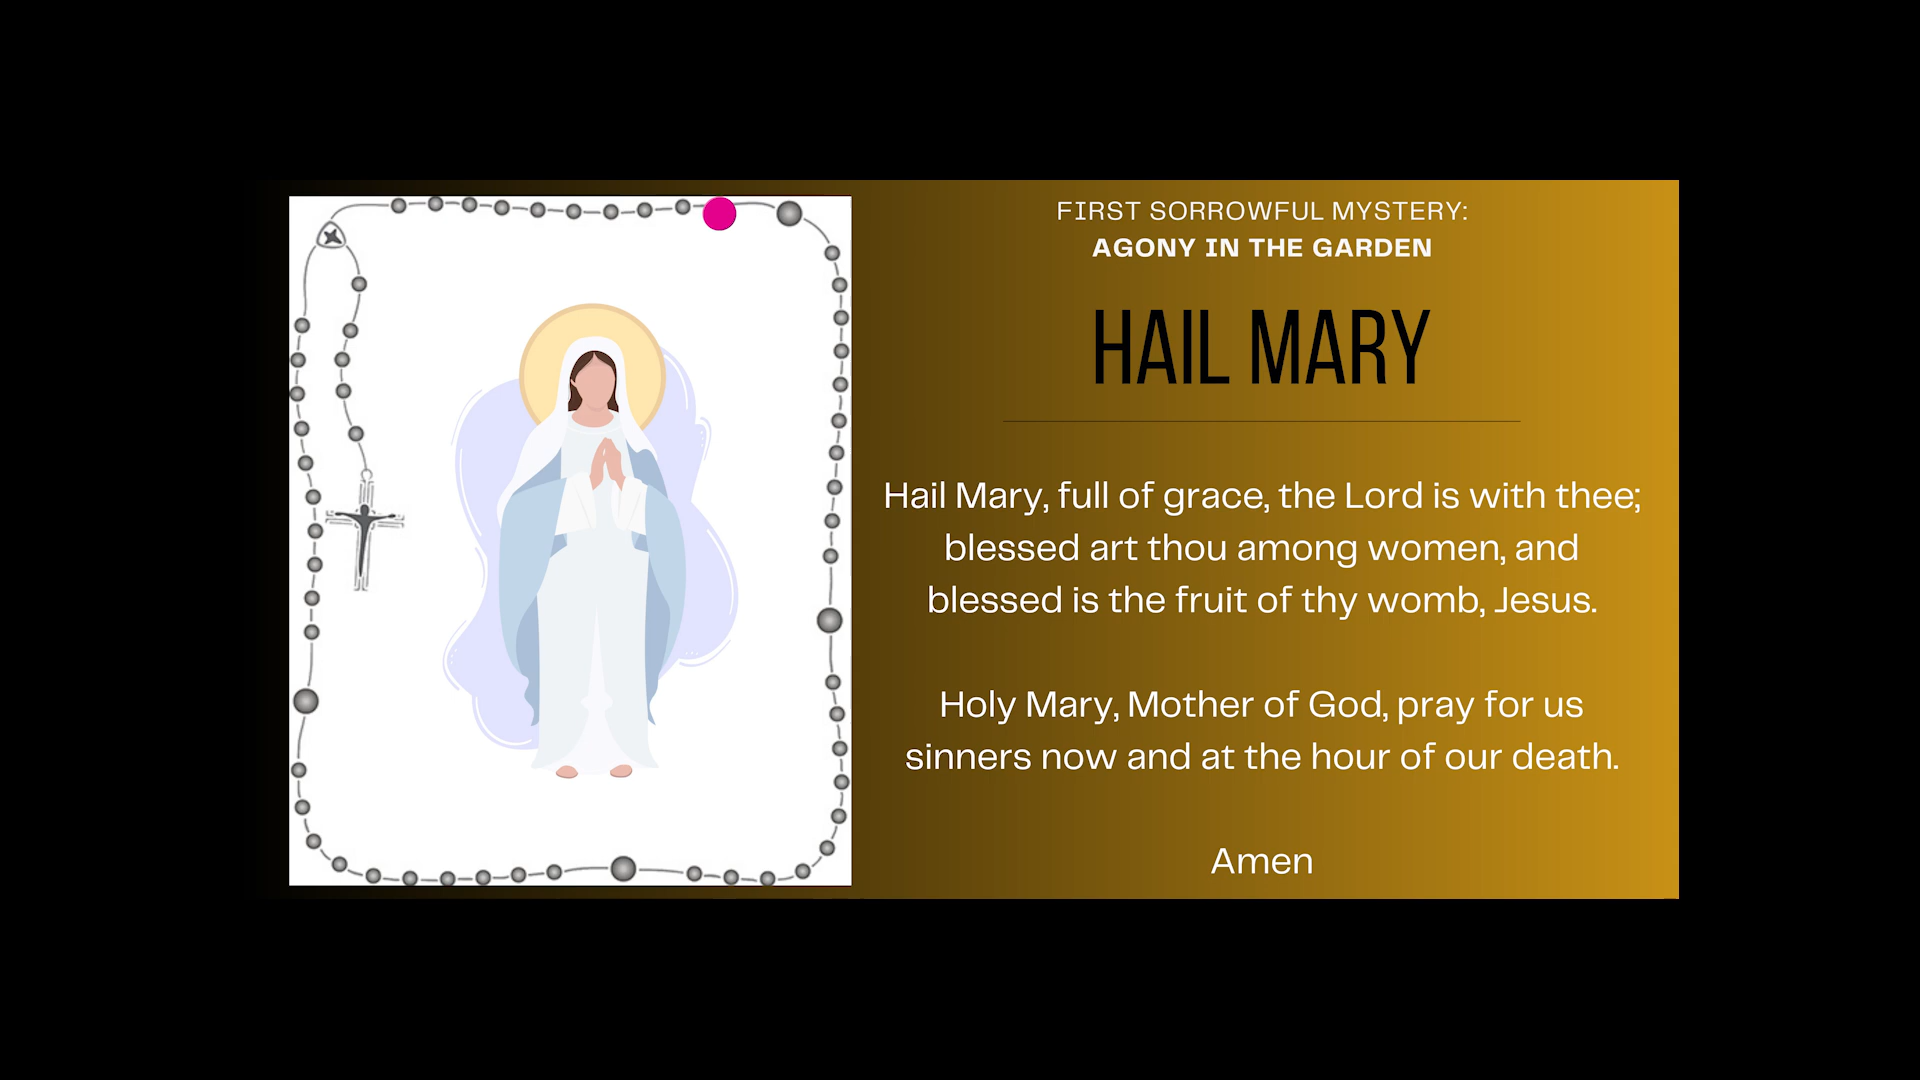 FIRST SORROWFUL MYSTERY:
AGONY IN THE GARDEN
HAIL MARY
Hail Mary, full of grace, the Lord is with thee;
blessed art thou among women, and
blessed is the fruit of thy womb, Jesus.
Holy Mary, Mother of God, pray for us
sinners now and at the hour of our death.
Amen